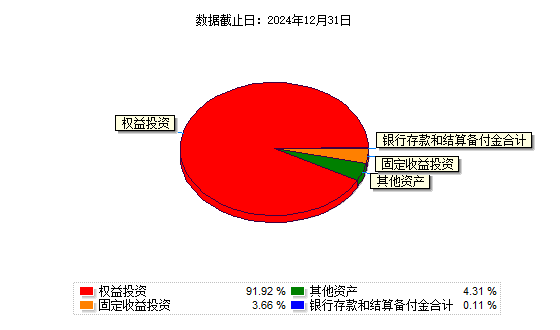 数据截止日：2024年12月31日
权益投资
银行存款和结算备付金合计
固定收益投资
其他资产
权益投资 91.92 % 其他资产 4.31 %
固定收益投资 3.66 % 银行存款和结算备付金合计 0.11 %